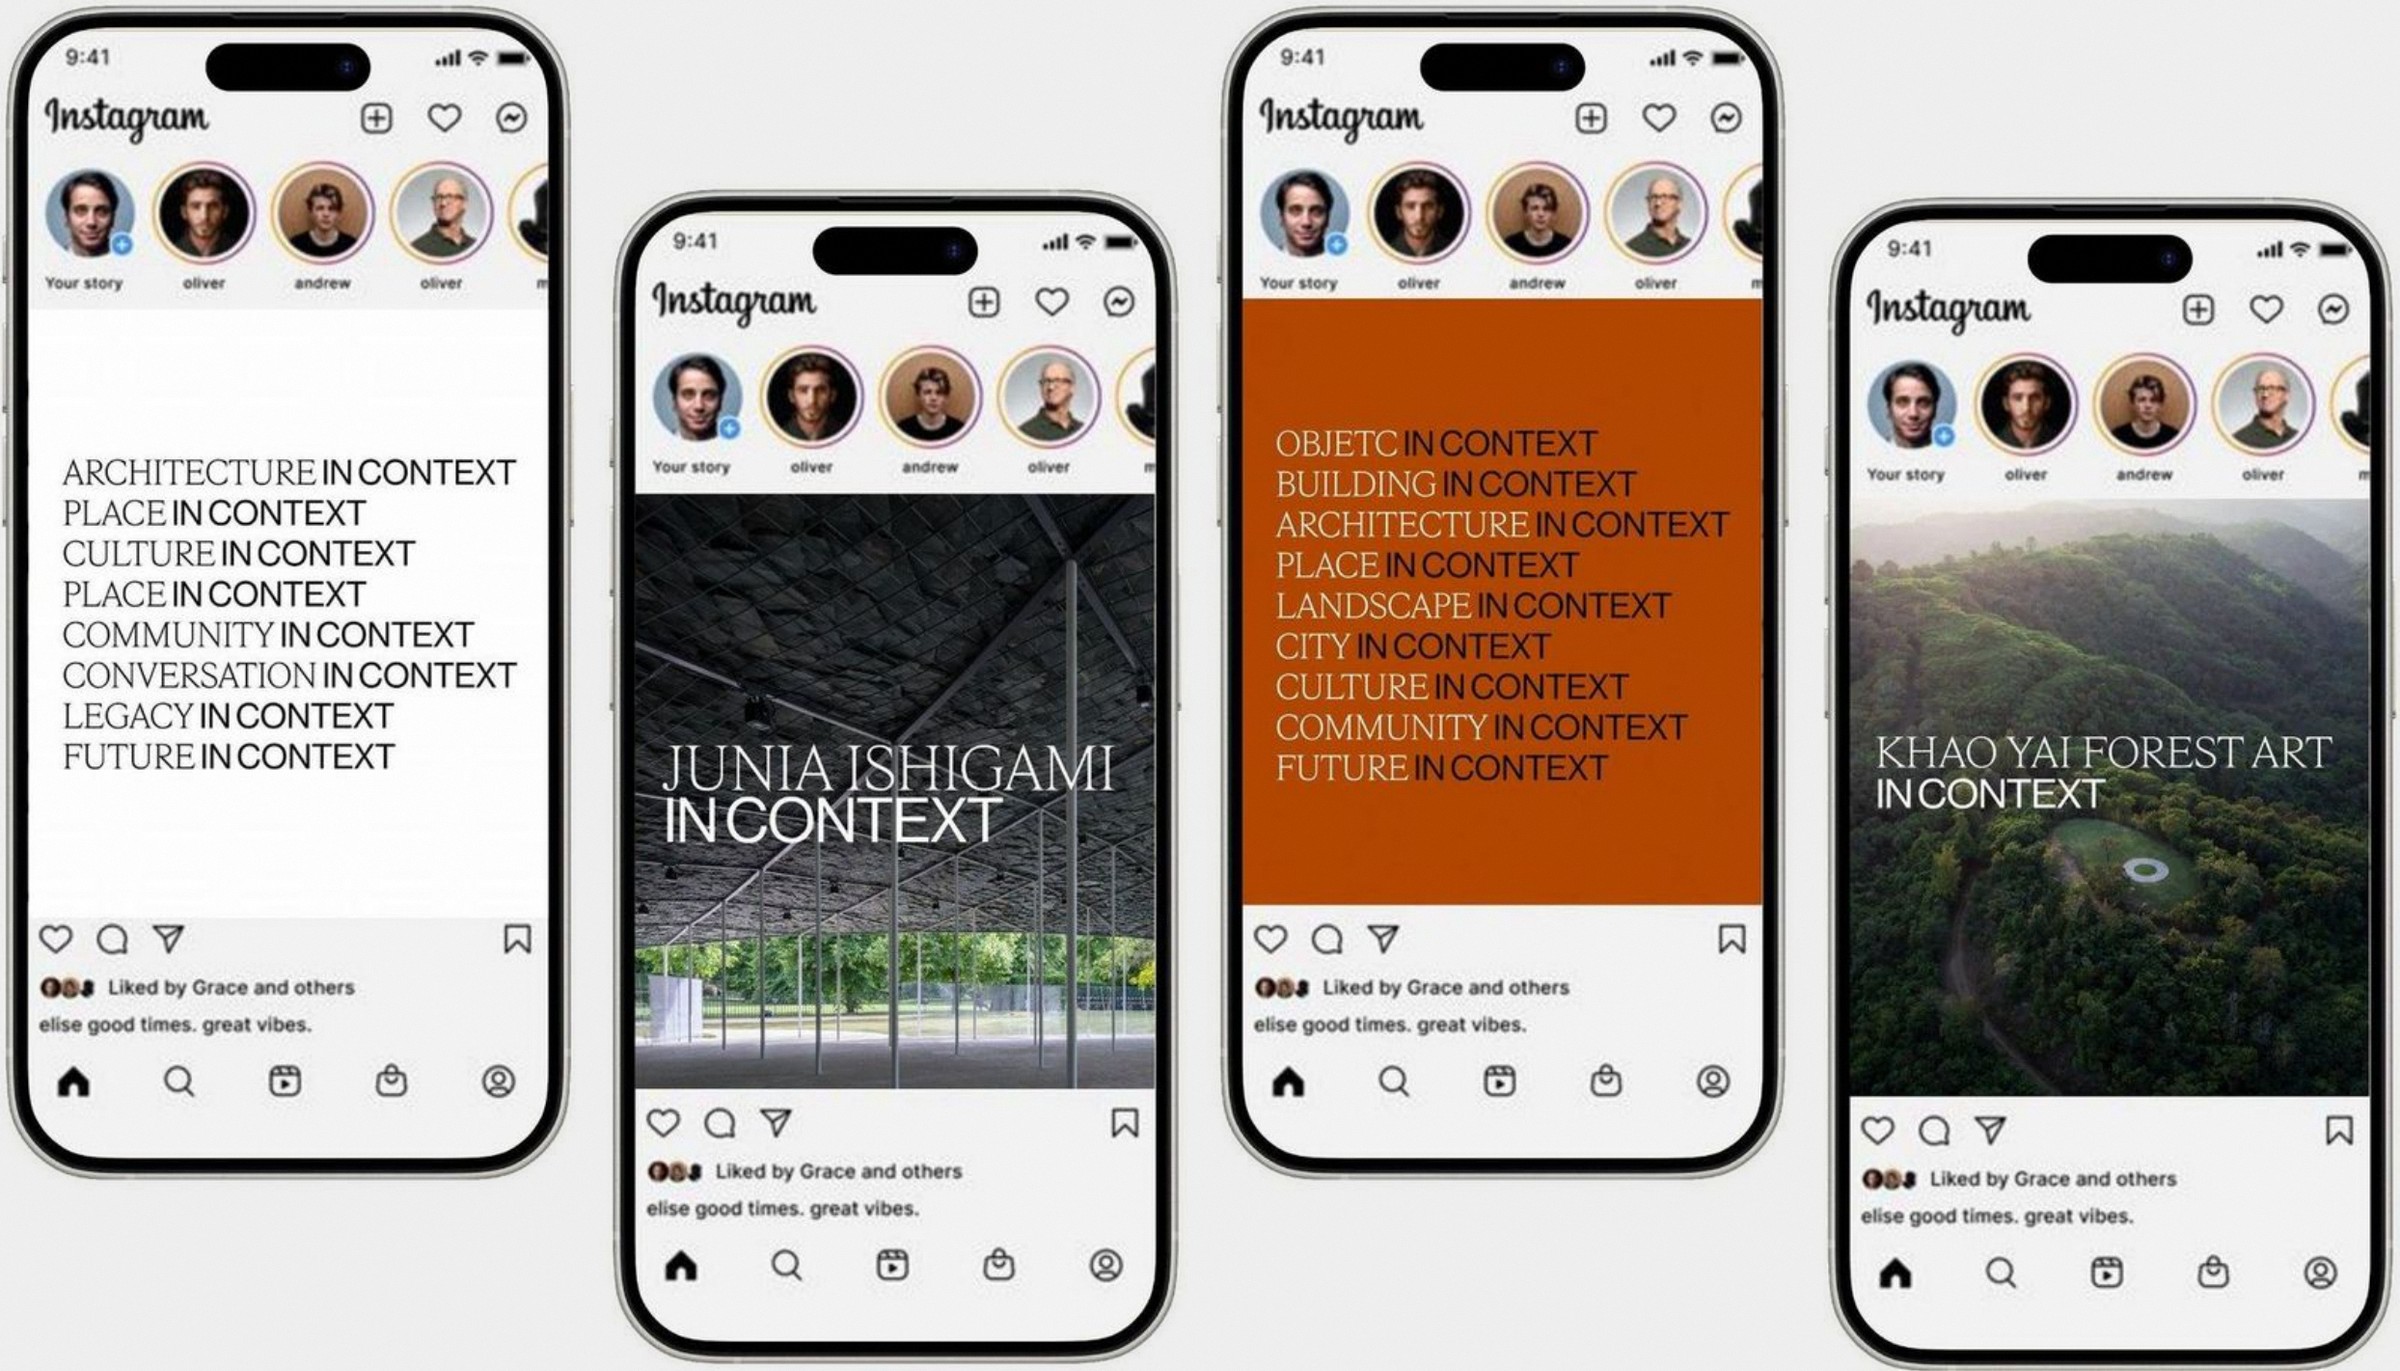 9:41
Instagram
Your story
oliver
andrew
oliver
m
ARCHITECTURE IN CONTEXT
PLACE IN CONTEXT
CULTURE IN CONTEXT
PLACE IN CONTEXT
COMMUNITY IN CONTEXT
CONVERSATION IN CONTEXT
LEGACY IN CONTEXT
FUTURE IN CONTEXT
Liked by Grace and others
elise good times. great vibes.
9:41
Instagram
Your story
oliver
andrew
oliver
m
JUNIA ISHIGAMI
IN CONTEXT
Liked by Grace and others
elise good times. great vibes.
9:41
Instagram
Your story
oliver
andrew
oliver
m
OBJETC IN CONTEXT
BUILDING IN CONTEXT
ARCHITECTURE IN CONTEXT
PLACE IN CONTEXT
LANDSCAPE IN CONTEXT
CITY IN CONTEXT
CULTURE IN CONTEXT
COMMUNITY IN CONTEXT
FUTURE IN CONTEXT
Liked by Grace and others
elise good times. great vibes.
9:41
Instagram
Your story
oliver
andrew
oliver
m
KHAO YAI FOREST ART
IN CONTEXT
Liked by Grace and others
elise good times. great vibes.